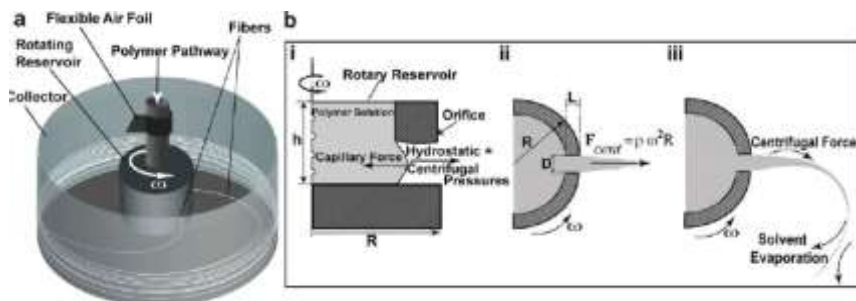 a
Flexible Air Foil
Polymer Pathway
Rotating
Reservoir
Fibers
Collector
ω
b
i
ω
Rotary Reservoir
Polymer Solution
Orifice
h
Capillary Force
Hydrostatic +
Centrifugal
Pressures
R
ii
L
R
D
F cent = ρ ω²R
ω
iii
Centrifugal Force
ω
Solvent
Evaporation